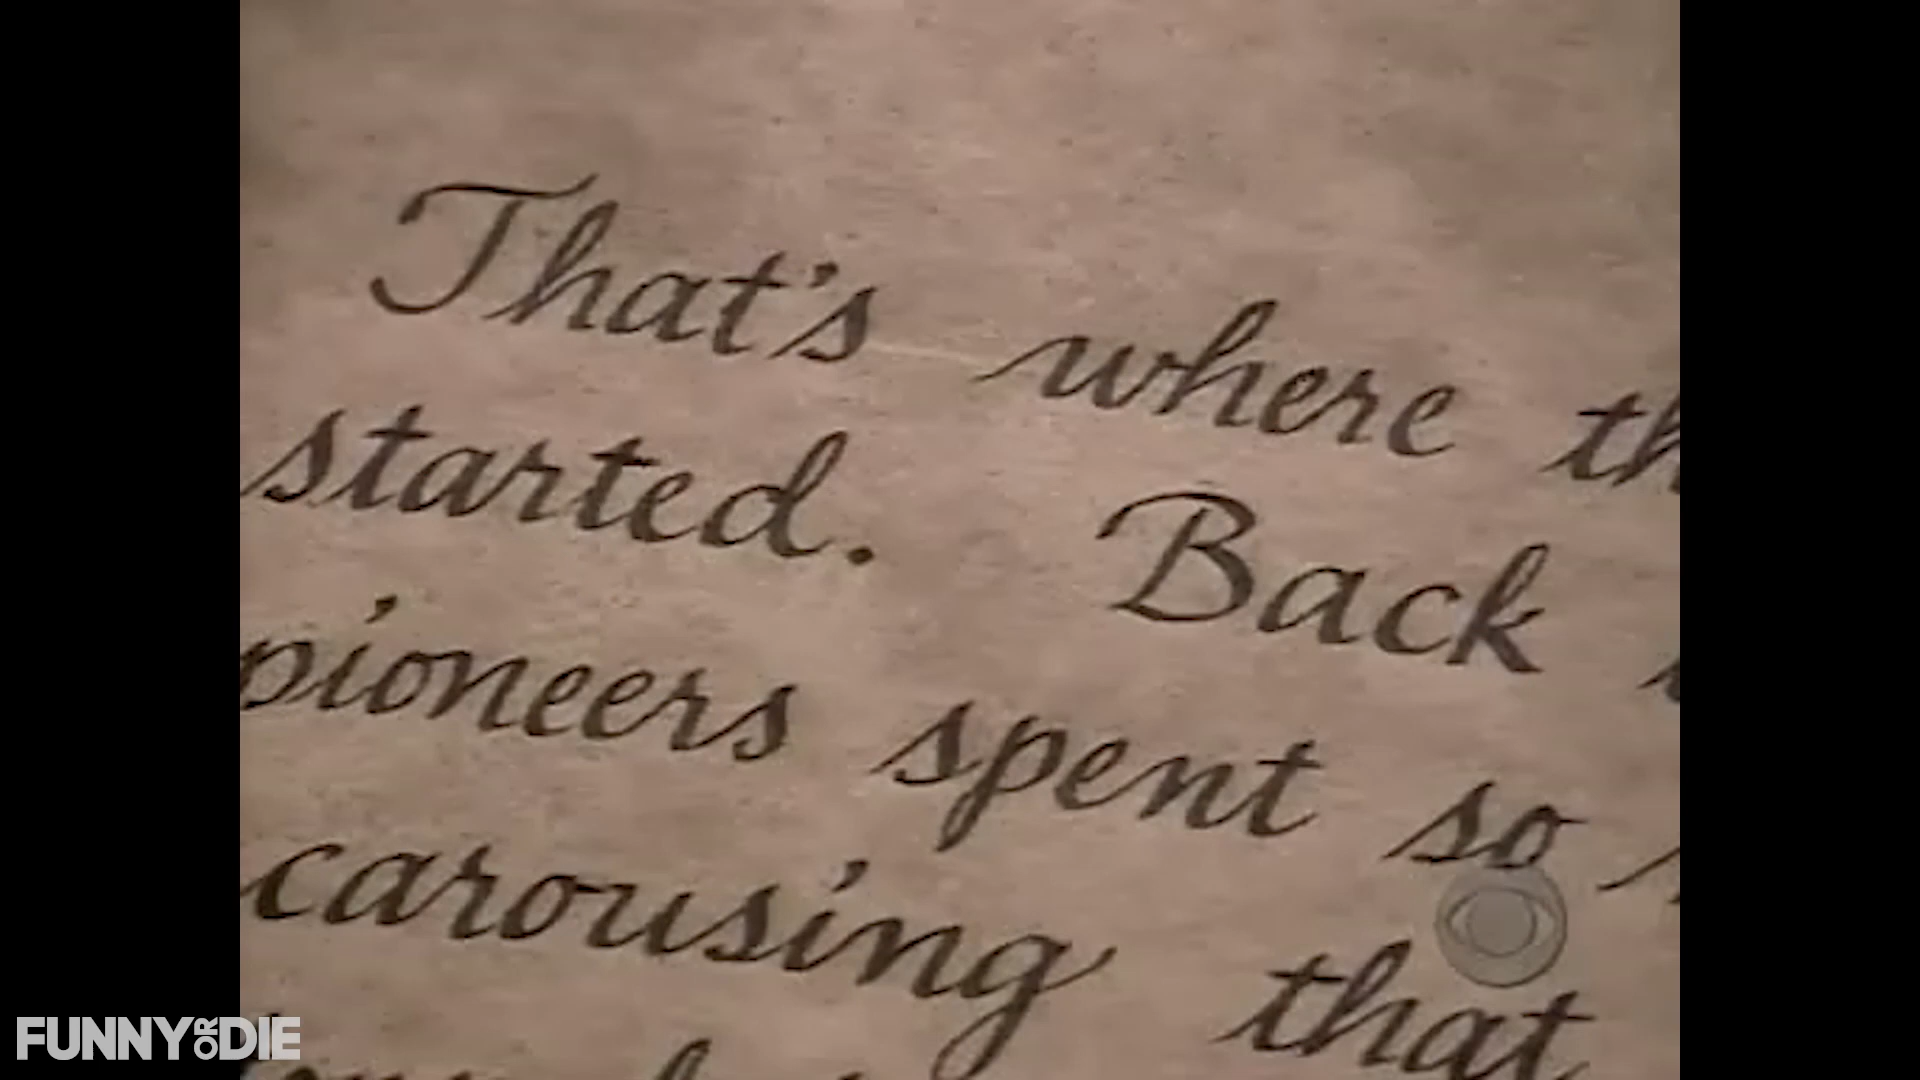 That's where
started. Back
pioneers spent so
carousing that
FUNNY OR DIE